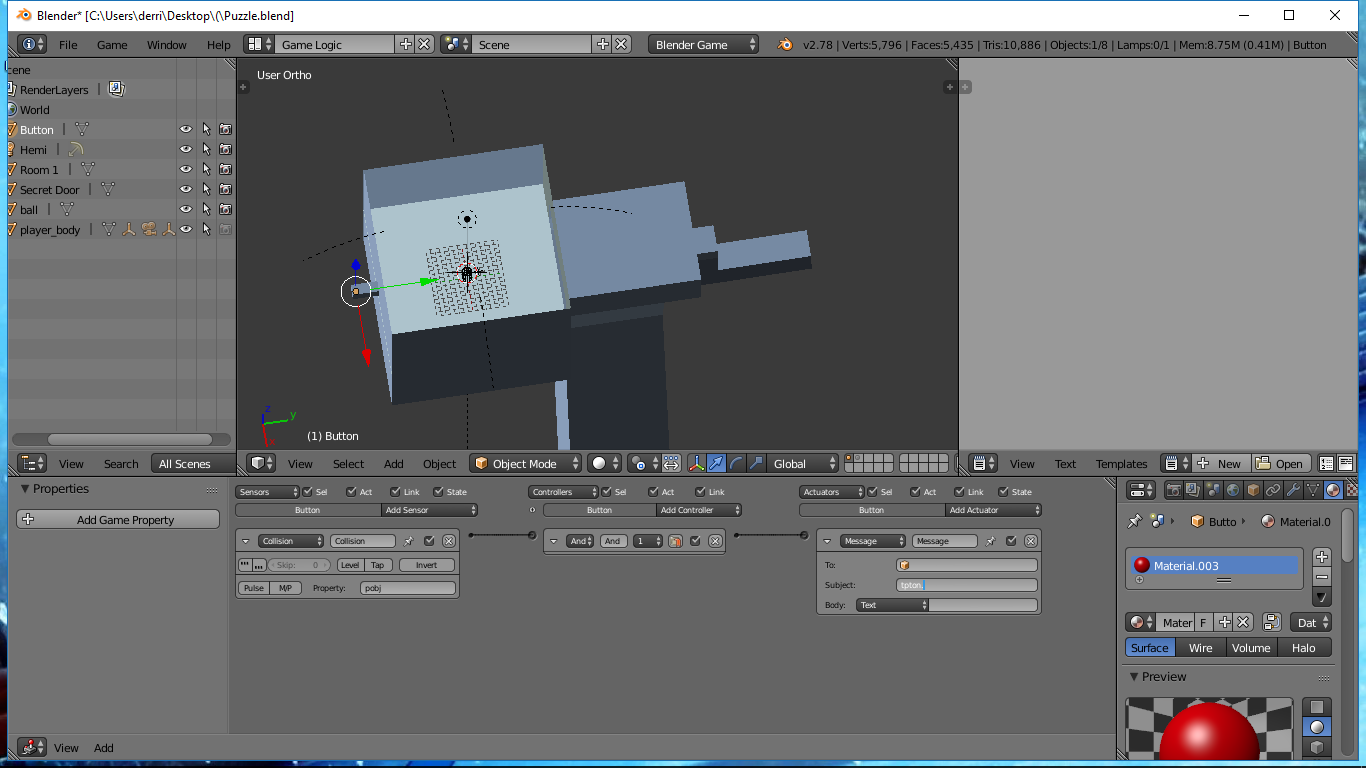 Blender* [C:\Users\derri\Desktop\(\Puzzle.blend]
File Game Window Help Game Logic Scene Blender Game v2.78 | Verts:5,796 | Faces:5,435 | Tris:10,886 | Objects:1/8 | Lamps:0/1 | Mem:8.75M (0.41M) | Button
cene
RenderLayers |
World
Button |
Hemi |
Room 1 |
Secret Door |
ball |
player_body |
User Ortho
z
y
x
(1) Button
View Search All Scenes
View Select Add Object Object Mode Global
View Text Templates New Open
Properties
Add Game Property
Sensors Sel Act Link State
Button Add Sensor
Collision Collision
Skip: 0 Level Tap Invert
Pulse M/P Property: pobj
Controllers Sel Act Link
Button Add Controller
And And 1
Actuators Sel Act Link State
Button Add Actuator
Message Message
To:
Subject: tpton.
Body: Text
Butto Material.0
Material.003
Mater F Dat
Surface Wire Volume Halo
Preview
View Add